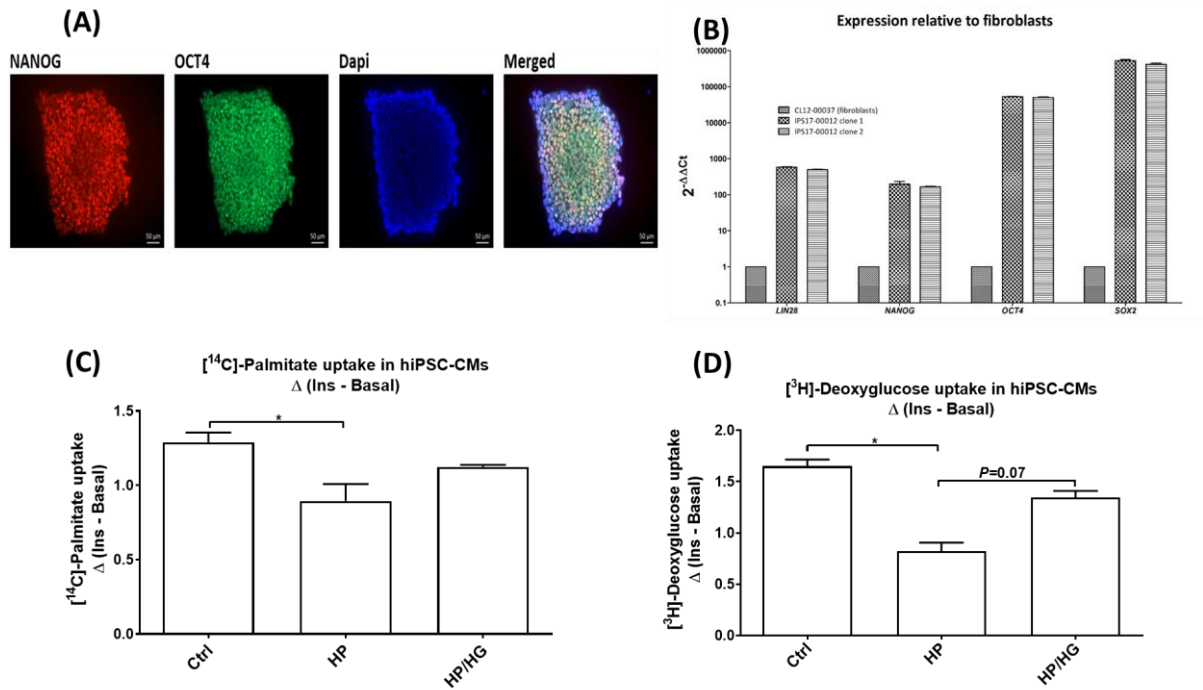 (A)
NANOG
OCT4
Dapi
Merged
50 µm
50 µm
50 µm
50 µm
(B)
Expression relative to fibroblasts
2^-ΔΔCt
1000000
100000
10000
1000
100
10
1
0.1
CL12-00037 (fibroblasts)
IPS17-00012 clone 1
IPS17-00012 clone 2
LIN28
NANOG
OCT4
SOX2
(C)
[¹⁴C]-Palmitate uptake in hiPSC-CMs
Δ (Ins - Basal)
[¹⁴C]-Palmitate uptake
Δ (Ins - Basal)
1.5
1.0
0.5
0.0
*
Ctrl
HP
HP/HG
(D)
[³H]-Deoxyglucose uptake in hiPSC-CMs
Δ (Ins - Basal)
[³H]-Deoxyglucose uptake
Δ (Ins - Basal)
2.0
1.5
1.0
0.5
0.0
*
P=0.07
Ctrl
HP
HP/HG